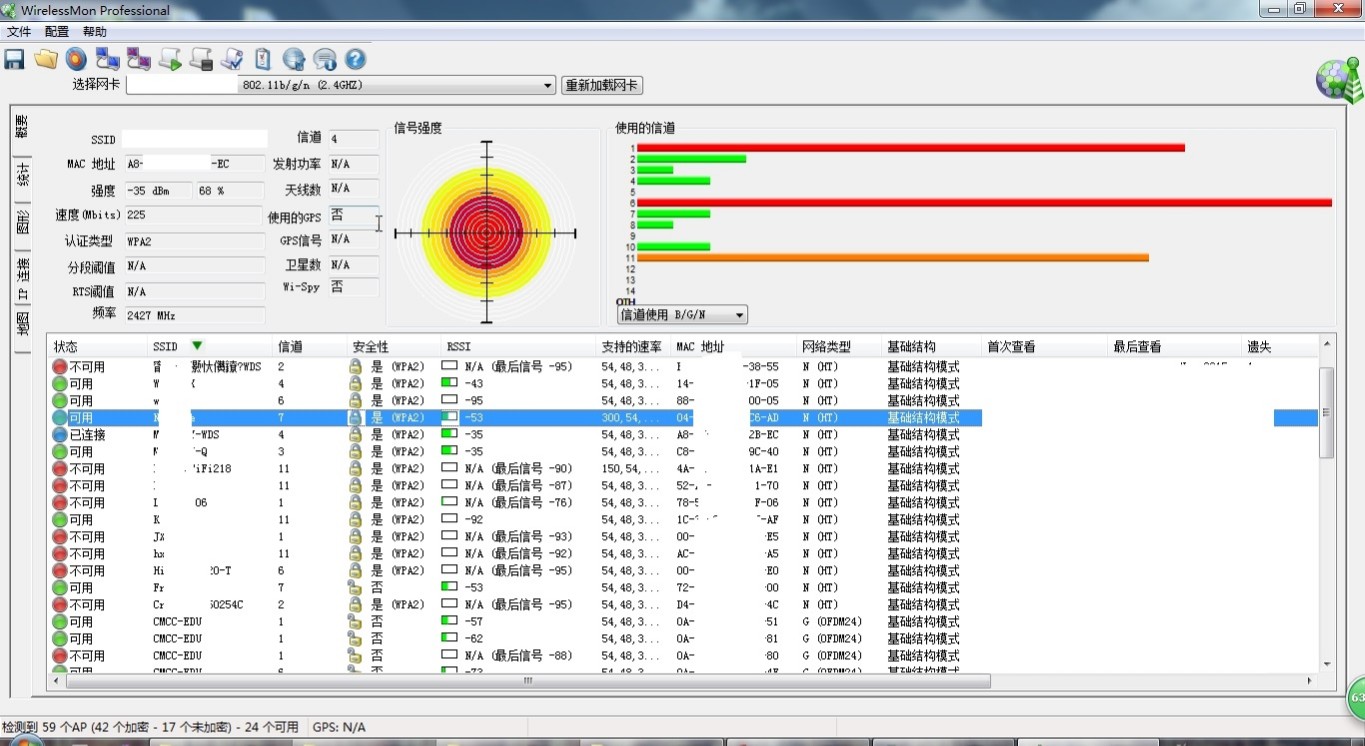 WirelessMon Professional
文件 配置 帮助
选择网卡 802.11b/g/n (2.4GHZ) 重新加载网卡
概要
统计
图形
IP 连接
地图
SSID
MAC 地址 A8- -EC
强度 -35 dBm 68 %
速度(Mbits) 225
认证类型 WPA2
分段阈值 N/A
RTS阈值 N/A
频率 2427 MHz
信道 4
发射功率 N/A
天线数 N/A
使用的GPS 否
GPS信号 N/A
卫星数 N/A
Wi-Spy 否
信号强度
使用的信道
1
2
3
4
5
6
7
8
9
10
11
12
13
14
OTH
信道使用 B/G/N
状态 SSID 信道 安全性 RSSI 支持的速率 MAC 地址 网络类型 基础结构 首次查看 最后查看 遗失
不可用 ?WDS 2 是 (WPA2) N/A (最后信号 -95) 54,48,3... -38-55 N (HT) 基础结构模式
可用 W 4 是 (WPA2) -43 54,48,3... 14- 1F-05 N (HT) 基础结构模式
可用 w 6 是 (WPA2) -95 54,48,3... 88- 00-05 N (HT) 基础结构模式
可用 7 是 (WPA2) -53 300,54,... 04- C6-AD N (HT) 基础结构模式
已连接 -WDS 4 是 (WPA2) -35 54,48,3... A8- 2B-EC N (HT) 基础结构模式
可用 -Q 3 是 (WPA2) -35 54,48,3... C8- 9C-40 N (HT) 基础结构模式
不可用 iFi218 11 是 (WPA2) N/A (最后信号 -90) 150,54,... 4A- 1A-E1 N (HT) 基础结构模式
不可用 11 是 (WPA2) N/A (最后信号 -87) 54,48,3... 52- 1-70 N (HT) 基础结构模式
不可用 06 1 是 (WPA2) N/A (最后信号 -76) 54,48,3... 78-5 F-06 N (HT) 基础结构模式
可用 K 11 是 (WPA2) -92 54,48,3... 1C- -AF N (HT) 基础结构模式
不可用 1 是 (WPA2) N/A (最后信号 -93) 54,48,3... 00- E5 N (HT) 基础结构模式
不可用 11 是 (WPA2) N/A (最后信号 -92) 54,48,3... AC- A5 N (HT) 基础结构模式
不可用 Hi 20-T 6 是 (WPA2) N/A (最后信号 -95) 54,48,3... 00- E0 N (HT) 基础结构模式
可用 Fr 7 否 -53 54,48,3... 72- 00 N (HT) 基础结构模式
不可用 Cr 60254C 2 是 (WPA2) N/A (最后信号 -95) 54,48,3... D4- 4C N (HT) 基础结构模式
可用 CMCC-EDU 1 否 -57 54,48,3... 0A- 51 G (OFDM24) 基础结构模式
可用 CMCC-EDU 1 否 -62 54,48,3... 0A- 81 G (OFDM24) 基础结构模式
不可用 CMCC-EDU 1 否 N/A (最后信号 -88) 54,48,3... 0A- 80 G (OFDM24) 基础结构模式
可用 CMCC-EDU 6 否 -73 54,48,3... 0A- G (OFDM24) 基础结构模式
63
检测到 59 个AP (42 个加密 - 17 个未加密) - 24 个可用 GPS: N/A